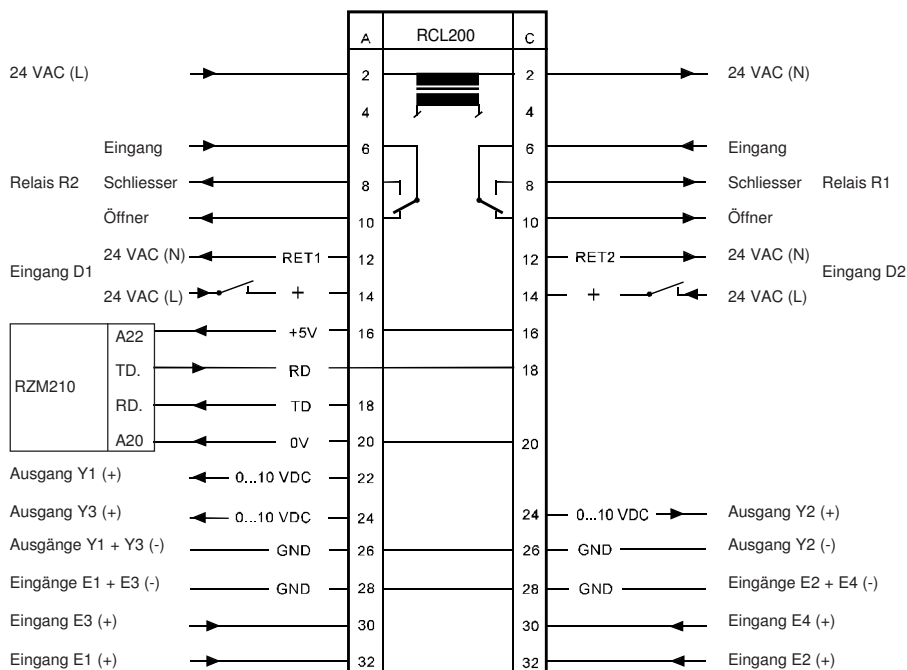 A RCL200 C
24 VAC (L) 2 2 24 VAC (N)
4 4
Eingang 6 6 Eingang
Relais R2 Schliesser 8 8 Schliesser Relais R1
Öffner 10 10 Öffner
Eingang D1 24 VAC (N) RET1 12 12 RET2 24 VAC (N) Eingang D2
24 VAC (L) + 14 14 + 24 VAC (L)
RZM210 A22 +5V 16 16
TD. RD 18
RD. TD 18
A20 0V 20 20
Ausgang Y1 (+) 0...10 VDC 22
Ausgang Y3 (+) 0...10 VDC 24 24 0...10 VDC Ausgang Y2 (+)
Ausgänge Y1 + Y3 (-) GND 26 26 GND Ausgang Y2 (-)
Eingänge E1 + E3 (-) GND 28 28 GND Eingänge E2 + E4 (-)
Eingang E3 (+) 30 30 Eingang E4 (+)
Eingang E1 (+) 32 32 Eingang E2 (+)